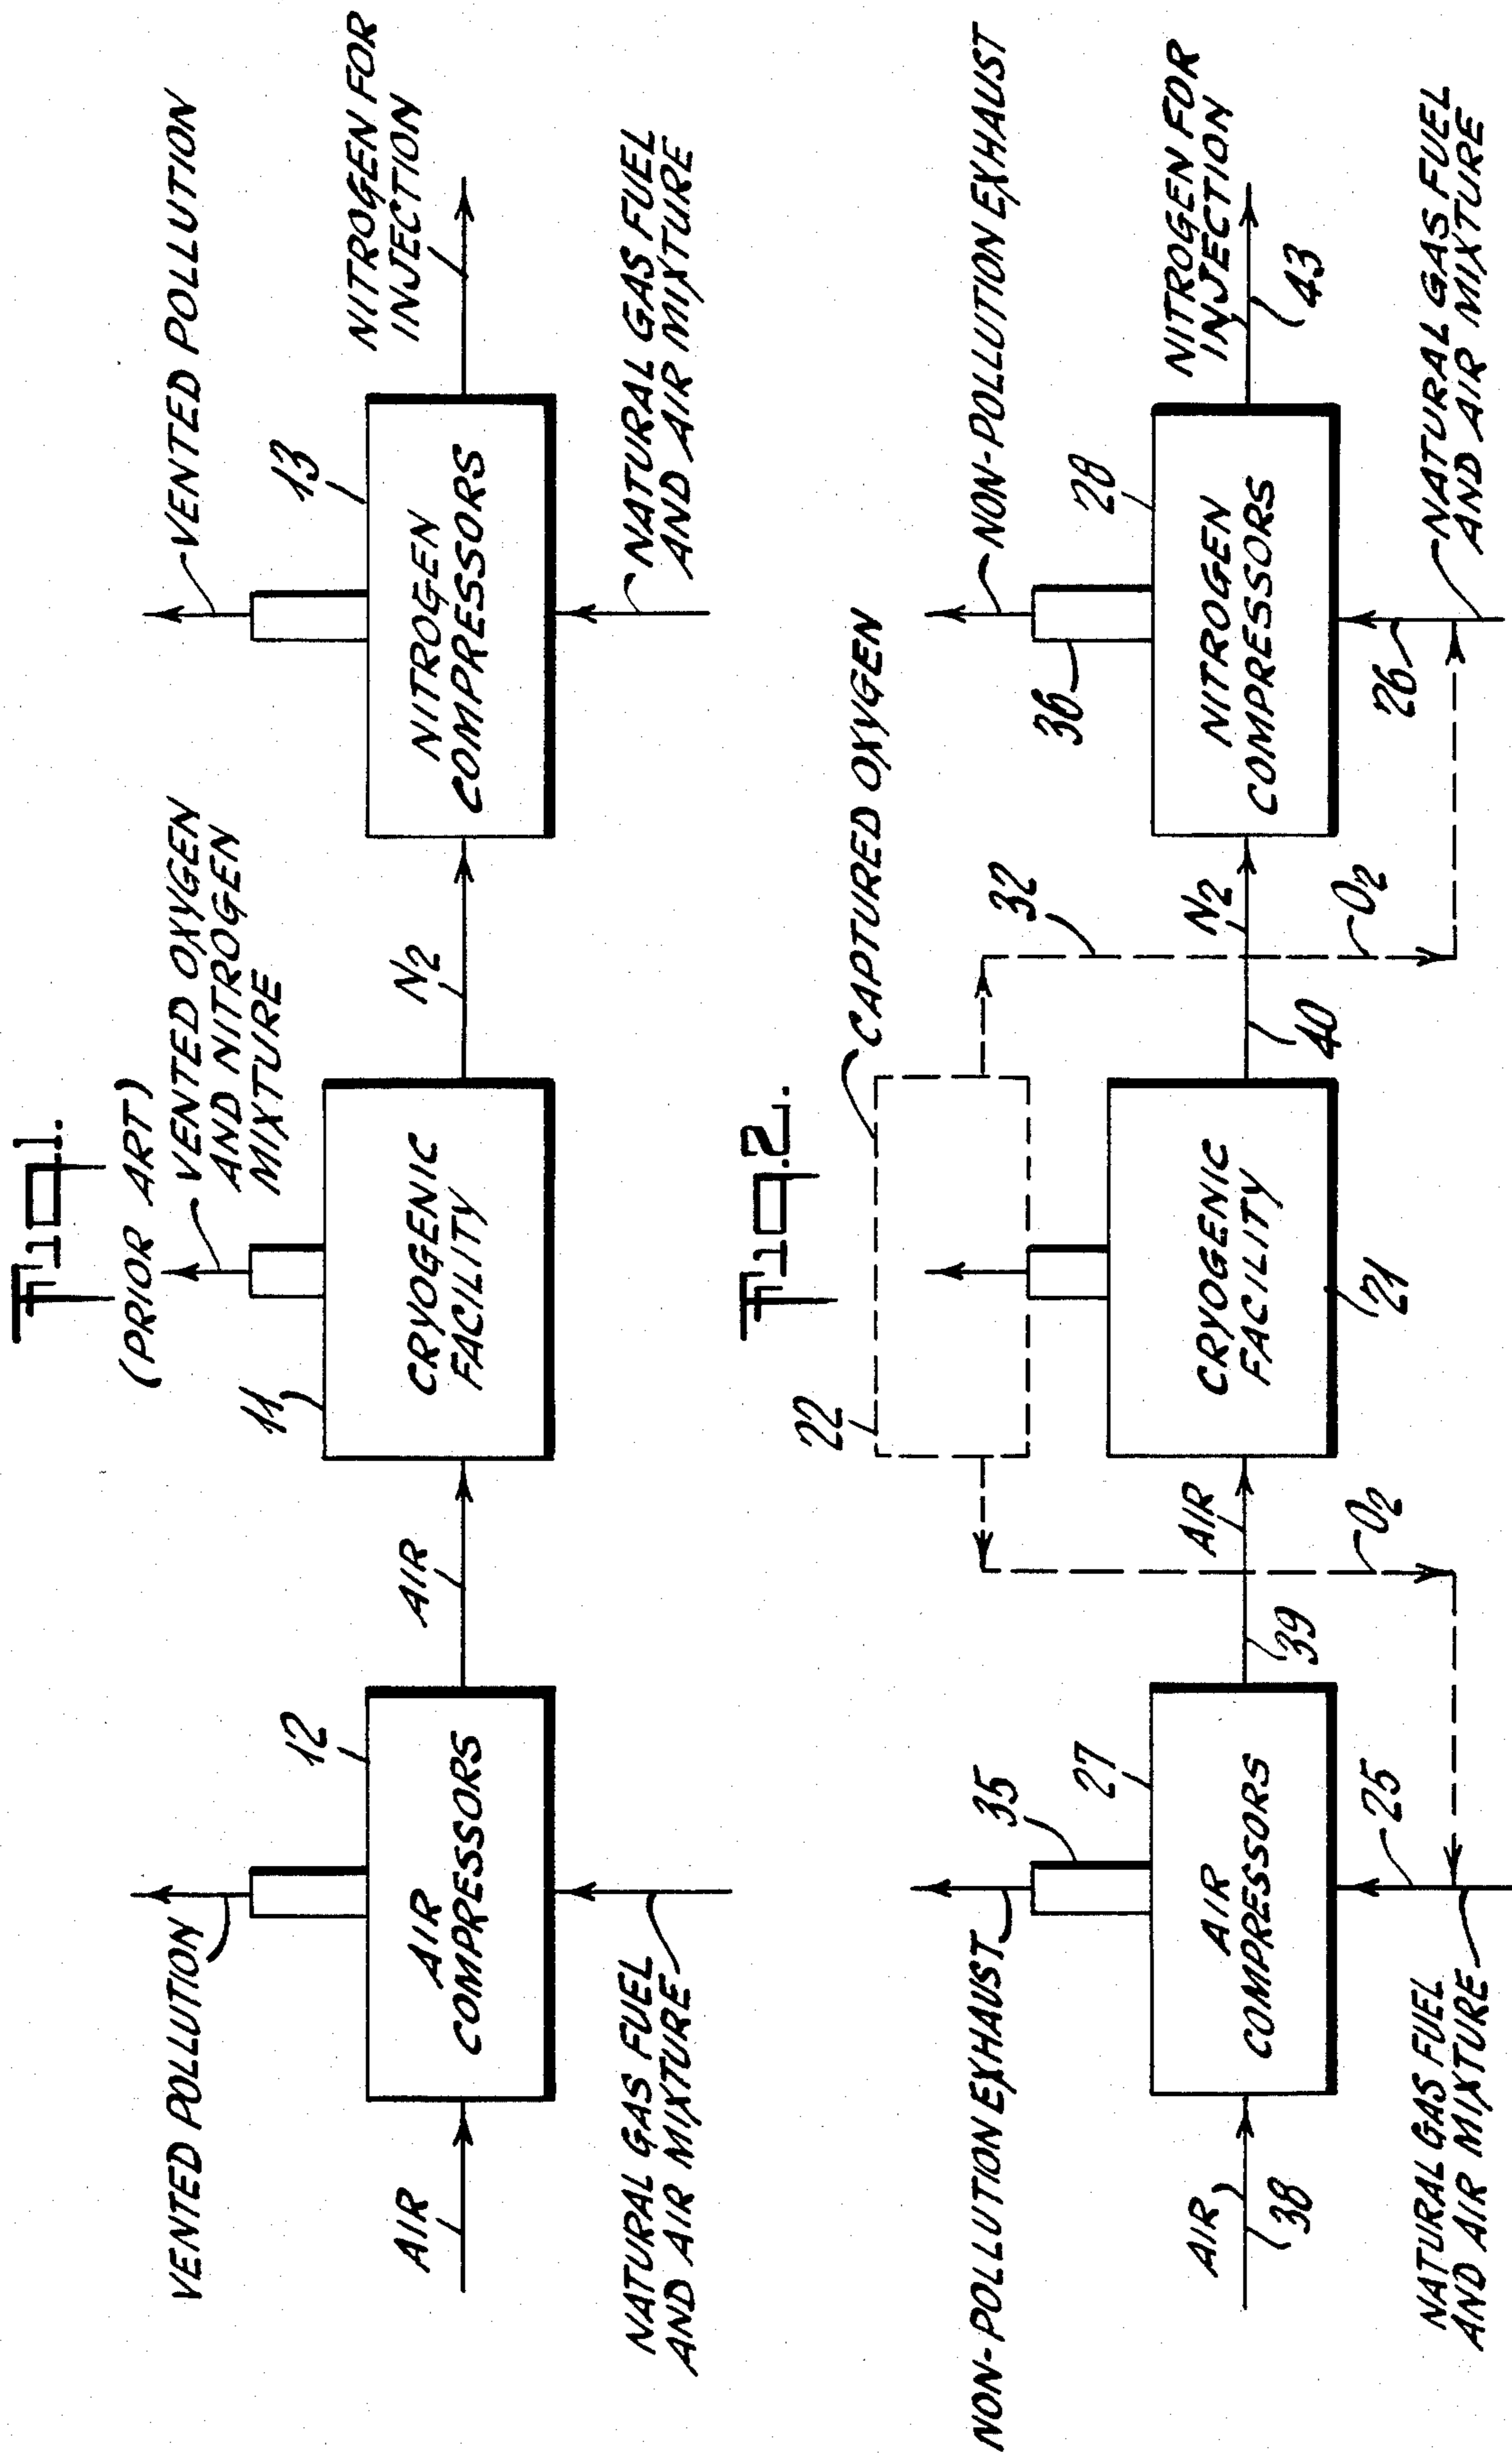 Fig.1.
(PRIOR ART)
VENTED POLLUTION
VENTED OXYGEN
AND NITROGEN
MIXTURE
VENTED POLLUTION
12
11
13
AIR
AIR
COMPRESSORS
AIR
CRYOGENIC
FACILITY
N2
NITROGEN
COMPRESSORS
NITROGEN FOR
INJECTION
NATURAL GAS FUEL
AND AIR MIXTURE
NATURAL GAS FUEL
AND AIR MIXTURE
Fig.2.
CAPTURED OXYGEN
22
NON-POLLUTION EXHAUST
35
32
36
NON-POLLUTION EXHAUST
27
28
AIR
38
AIR
COMPRESSORS
39
AIR
CRYOGENIC
FACILITY
21
40
N2
NITROGEN
COMPRESSORS
NITROGEN FOR
INJECTION
43
25
O2
O2
26
NATURAL GAS FUEL
AND AIR MIXTURE
NATURAL GAS FUEL
AND AIR MIXTURE